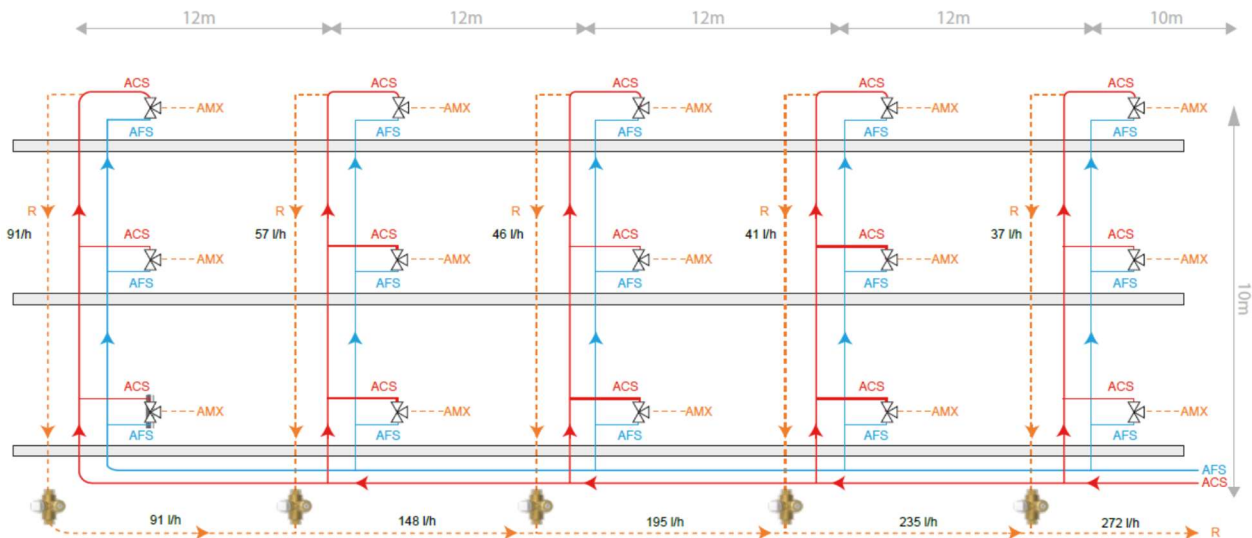 12m 12m 12m 12m 10m
ACS ACS ACS ACS ACS
AMX AMX AMX AMX AMX
AFS AFS AFS AFS AFS
R R R R R
91/h 57 l/h 46 l/h 41 l/h 37 l/h
ACS ACS ACS ACS ACS
AMX AMX AMX AMX AMX
AFS AFS AFS AFS AFS
10m
ACS ACS ACS ACS ACS
AMX AMX AMX AMX AMX
AFS AFS AFS AFS AFS
AFS
ACS
91 l/h 148 l/h 195 l/h 235 l/h 272 l/h
R